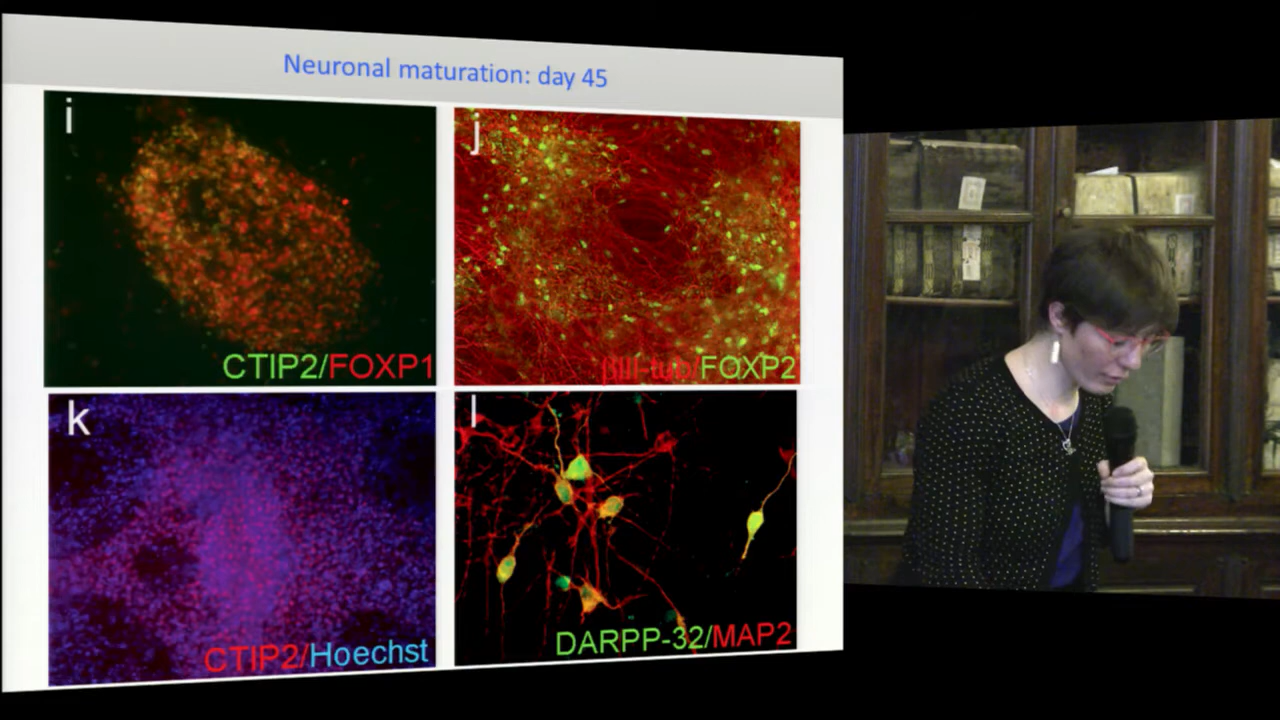 Neuronal maturation: day 45
i
CTIP2/FOXP1
j
βIII-tub/FOXP2
k
CTIP2/Hoechst
l
DARPP-32/MAP2